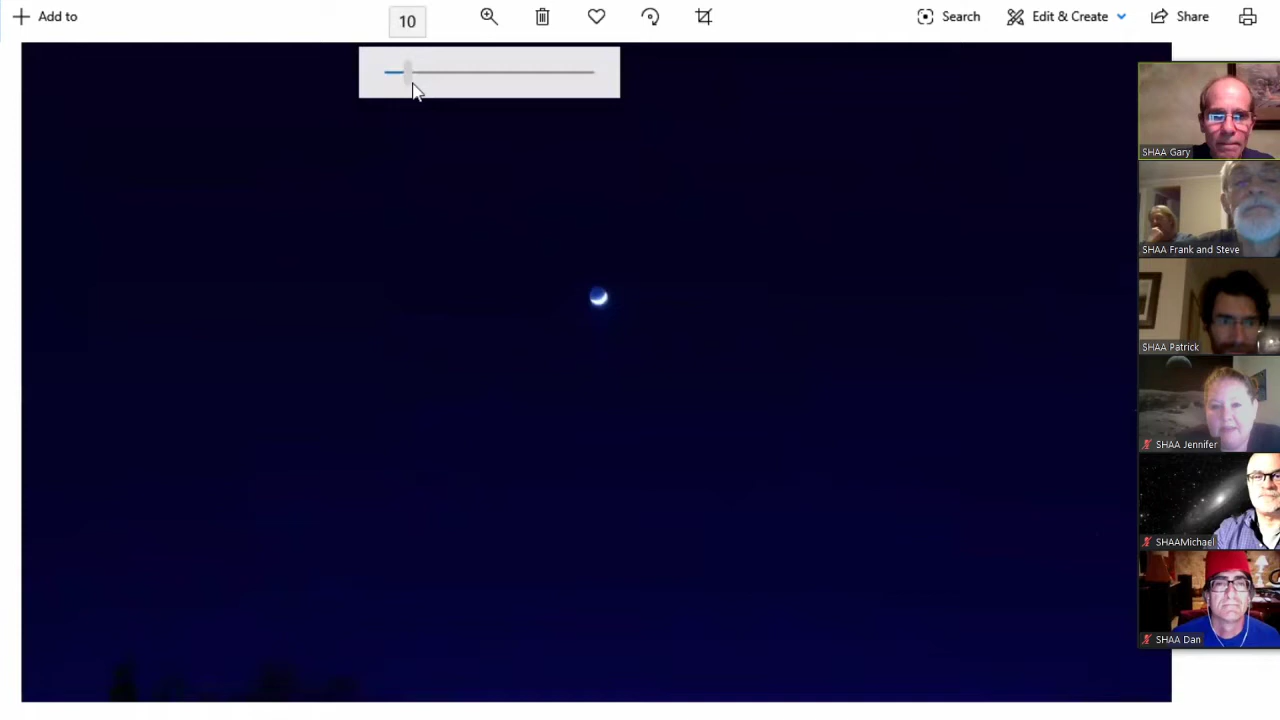 Add to
10
Search
Edit & Create
Share
SHAA Gary
SHAA Frank and Steve
SHAA Patrick
SHAA Jennifer
SHAAMichael
SHAA Dan